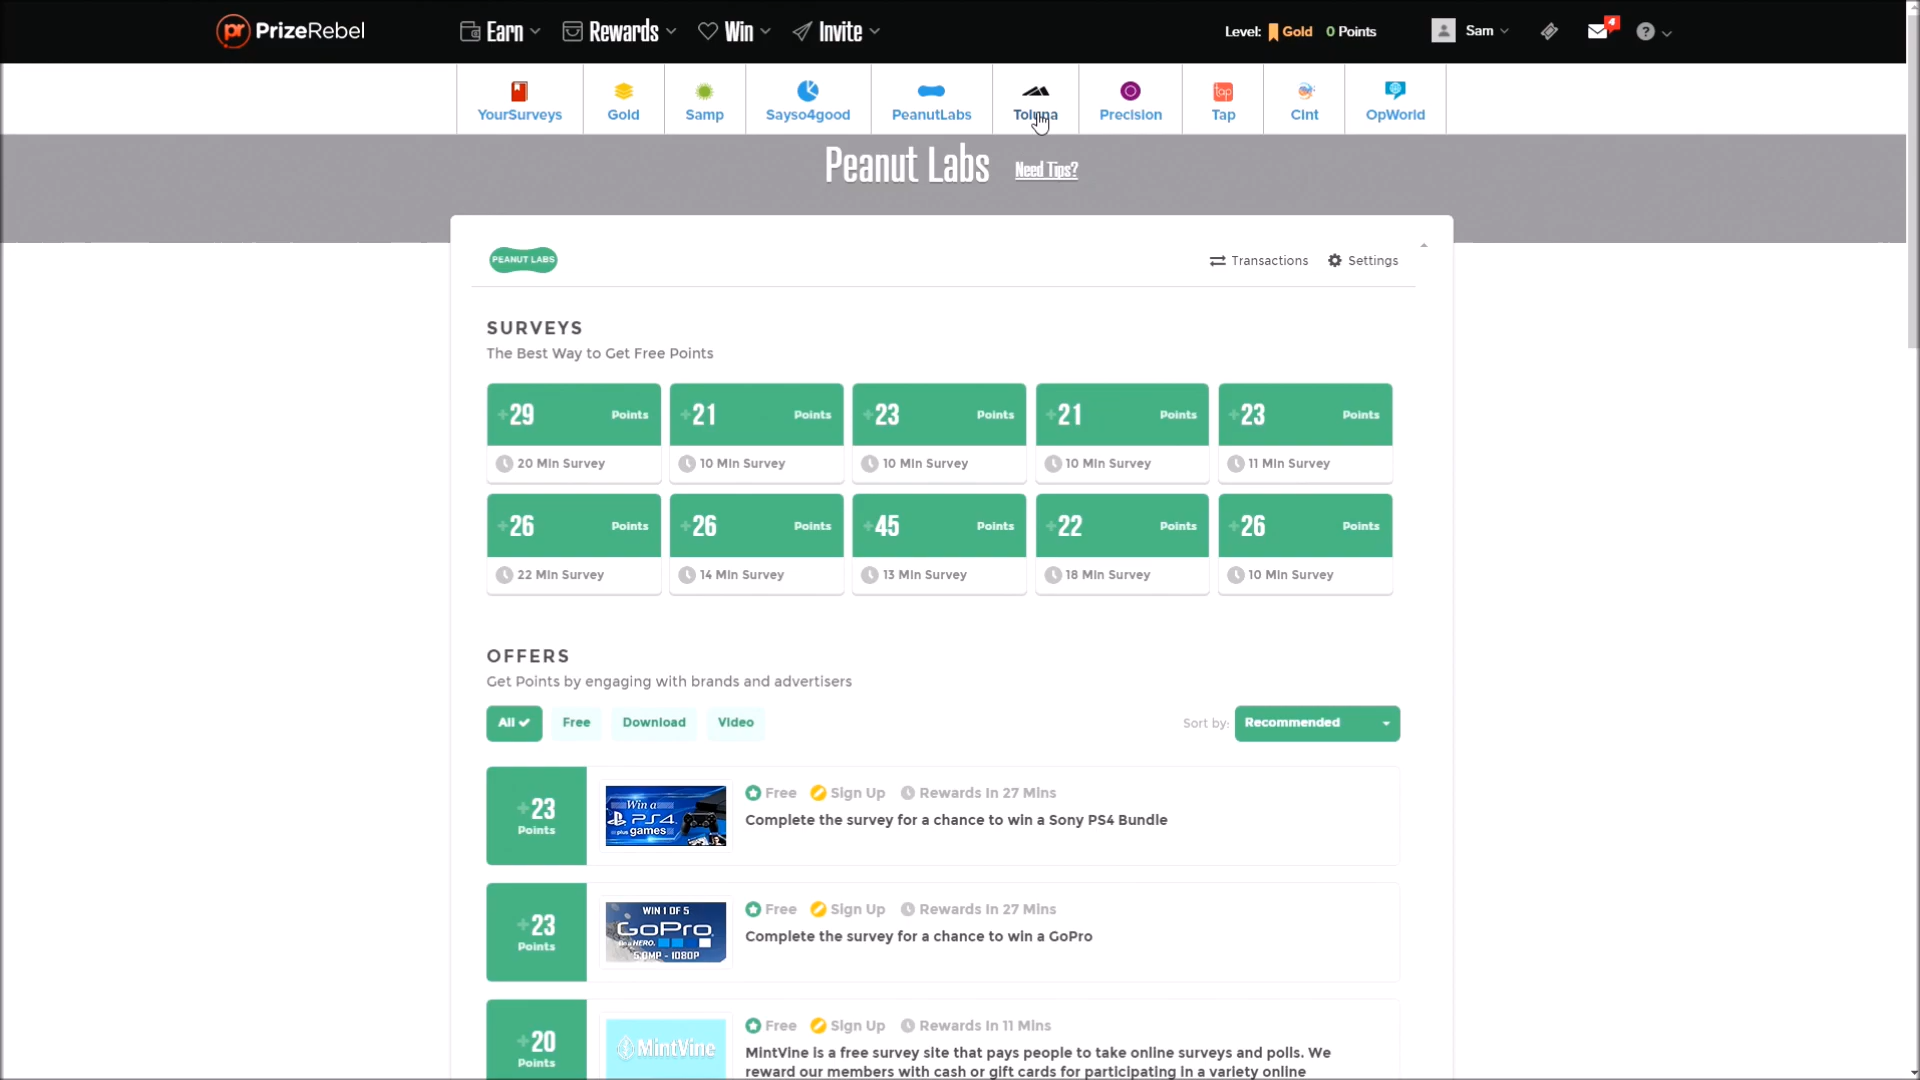 pr PrizeRebel Earn Rewards Win Invite Level: Gold 0 Points Sam 4 ?
YourSurveys Gold Samp Sayso4good PeanutLabs Toluna Precision tap Tap Cint OpWorld
Peanut Labs Need Tips?
PEANUT LABS Transactions Settings
SURVEYS
The Best Way to Get Free Points
+29 Points +21 Points +23 Points +21 Points +23 Points
20 Min Survey 10 Min Survey 10 Min Survey 10 Min Survey 11 Min Survey
+26 Points +26 Points +45 Points +22 Points +26 Points
22 Min Survey 14 Min Survey 13 Min Survey 18 Min Survey 10 Min Survey
OFFERS
Get Points by engaging with brands and advertisers
All Free Download Video Sort by: Recommended
+23 Points
Win a PS4 plus games
Free Sign Up Rewards In 27 Mins
Complete the survey for a chance to win a Sony PS4 Bundle
+23 Points
WIN 1 OF 5
GoPro
Be a HERO.
5.0MP - 1080P
Free Sign Up Rewards In 27 Mins
Complete the survey for a chance to win a GoPro
+20 Points
MintVine
Free Sign Up Rewards In 11 Mins
MintVine is a free survey site that pays people to take online surveys and polls. We
reward our members with cash or gift cards for participating in a variety online